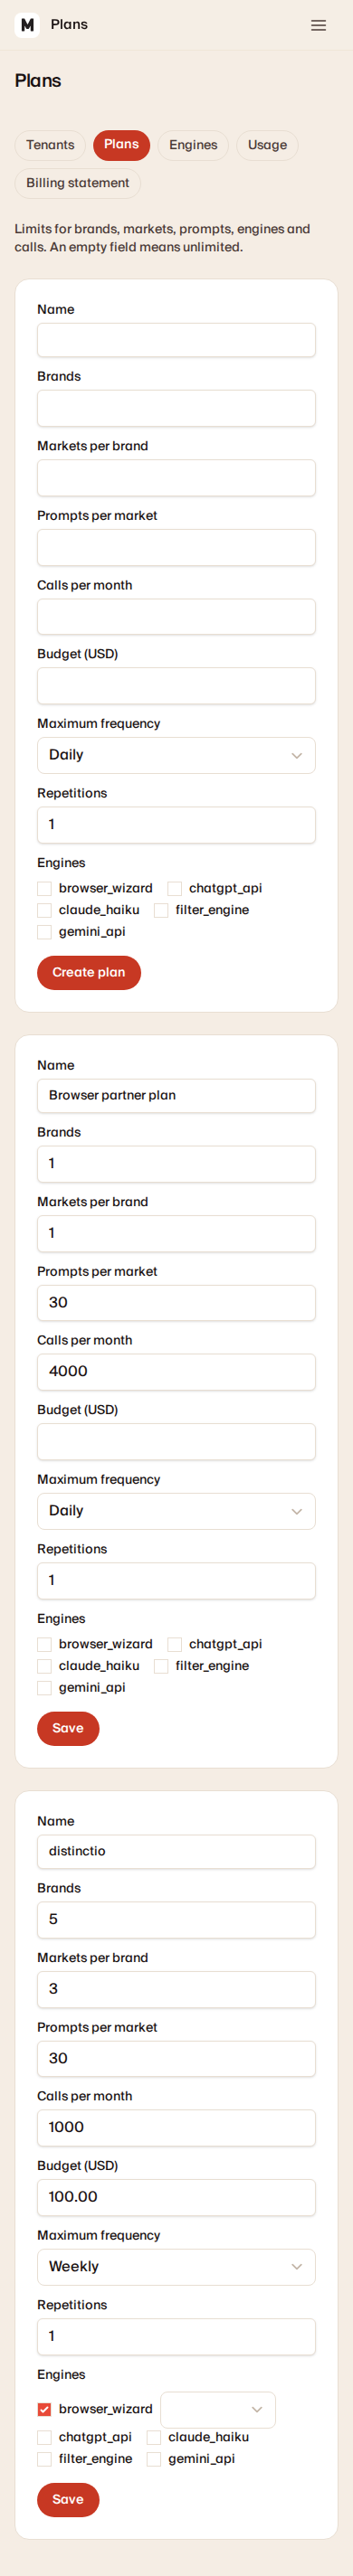 M Plans
Plans
Tenants Plans Engines Usage
Billing statement
Limits for brands, markets, prompts, engines and
calls. An empty field means unlimited.
Name
Brands
Markets per brand
Prompts per market
Calls per month
Budget (USD)
Maximum frequency
Daily
Repetitions
1
Engines
browser_wizard chatgpt_api
claude_haiku filter_engine
gemini_api
Create plan
Name
Browser partner plan
Brands
1
Markets per brand
1
Prompts per market
30
Calls per month
4000
Budget (USD)
Maximum frequency
Daily
Repetitions
1
Engines
browser_wizard chatgpt_api
claude_haiku filter_engine
gemini_api
Save
Name
distinctio
Brands
5
Markets per brand
3
Prompts per market
30
Calls per month
1000
Budget (USD)
100.00
Maximum frequency
Weekly
Repetitions
1
Engines
browser_wizard
chatgpt_api claude_haiku
filter_engine gemini_api
Save